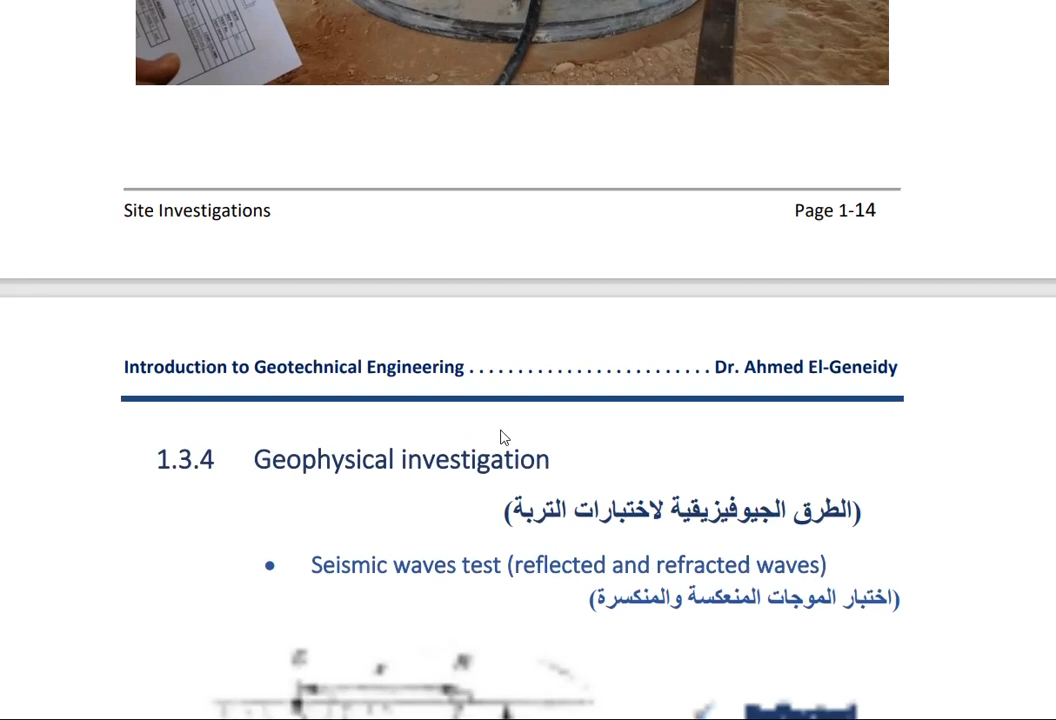 Site Investigations
Page 1-14
Introduction to Geotechnical Engineering . . . . . . . . . . . . . . . . . . . . . . . . . Dr. Ahmed El-Geneidy
1.3.4 Geophysical investigation
(الطرق الجيوفيزيقية لاختبارات التربة)
• Seismic waves test (reflected and refracted waves)
(اختبار الموجات المنعكسة والمنكسرة)